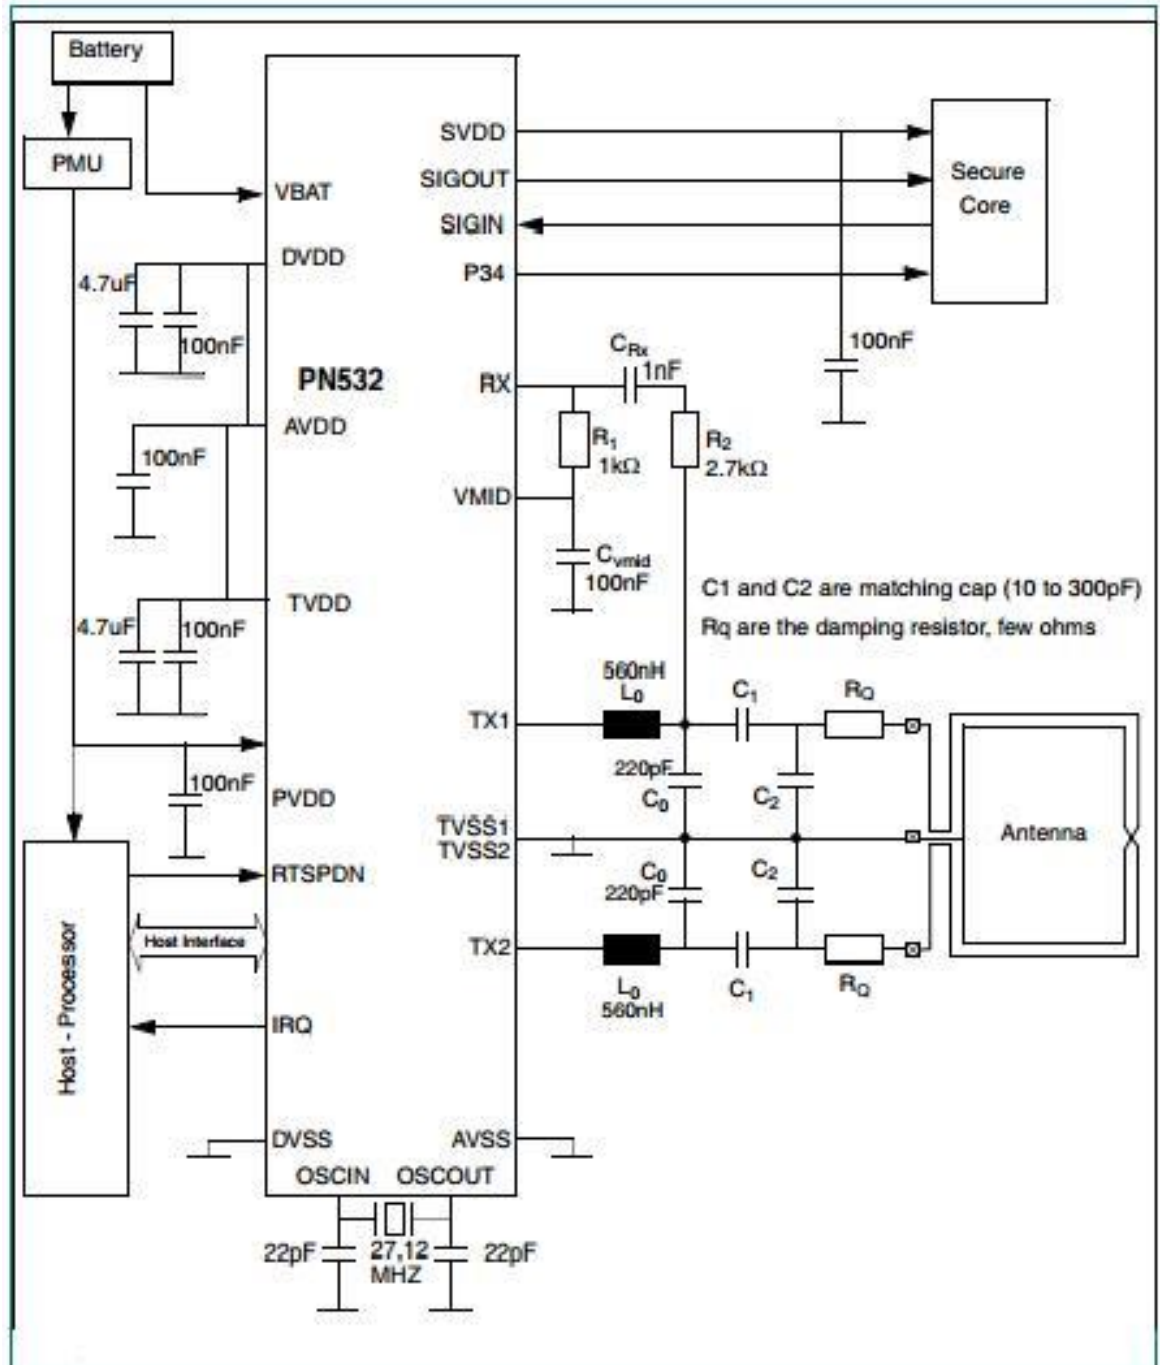 Battery
PMU
VBAT
DVDD
4.7uF
100nF
PN532
AVDD
100nF
TVDD
4.7uF
100nF
100nF
PVDD
RTSPDN
Host Interface
Host - Processor
IRQ
DVSS
AVSS
OSCIN
OSCOUT
22pF
27,12
MHZ
22pF
SVDD
SIGOUT
SIGIN
P34
Secure
Core
100nF
RX
CRx
1nF
R1
1kΩ
R2
2.7kΩ
VMID
Cvmid
100nF
C1 and C2 are matching cap (10 to 300pF)
Rq are the damping resistor, few ohms
560nH
L0
TX1
C1
RQ
220pF
C0
C2
TVSS1
TVSS2
C0
220pF
C2
Antenna
TX2
L0
560nH
C1
RQ